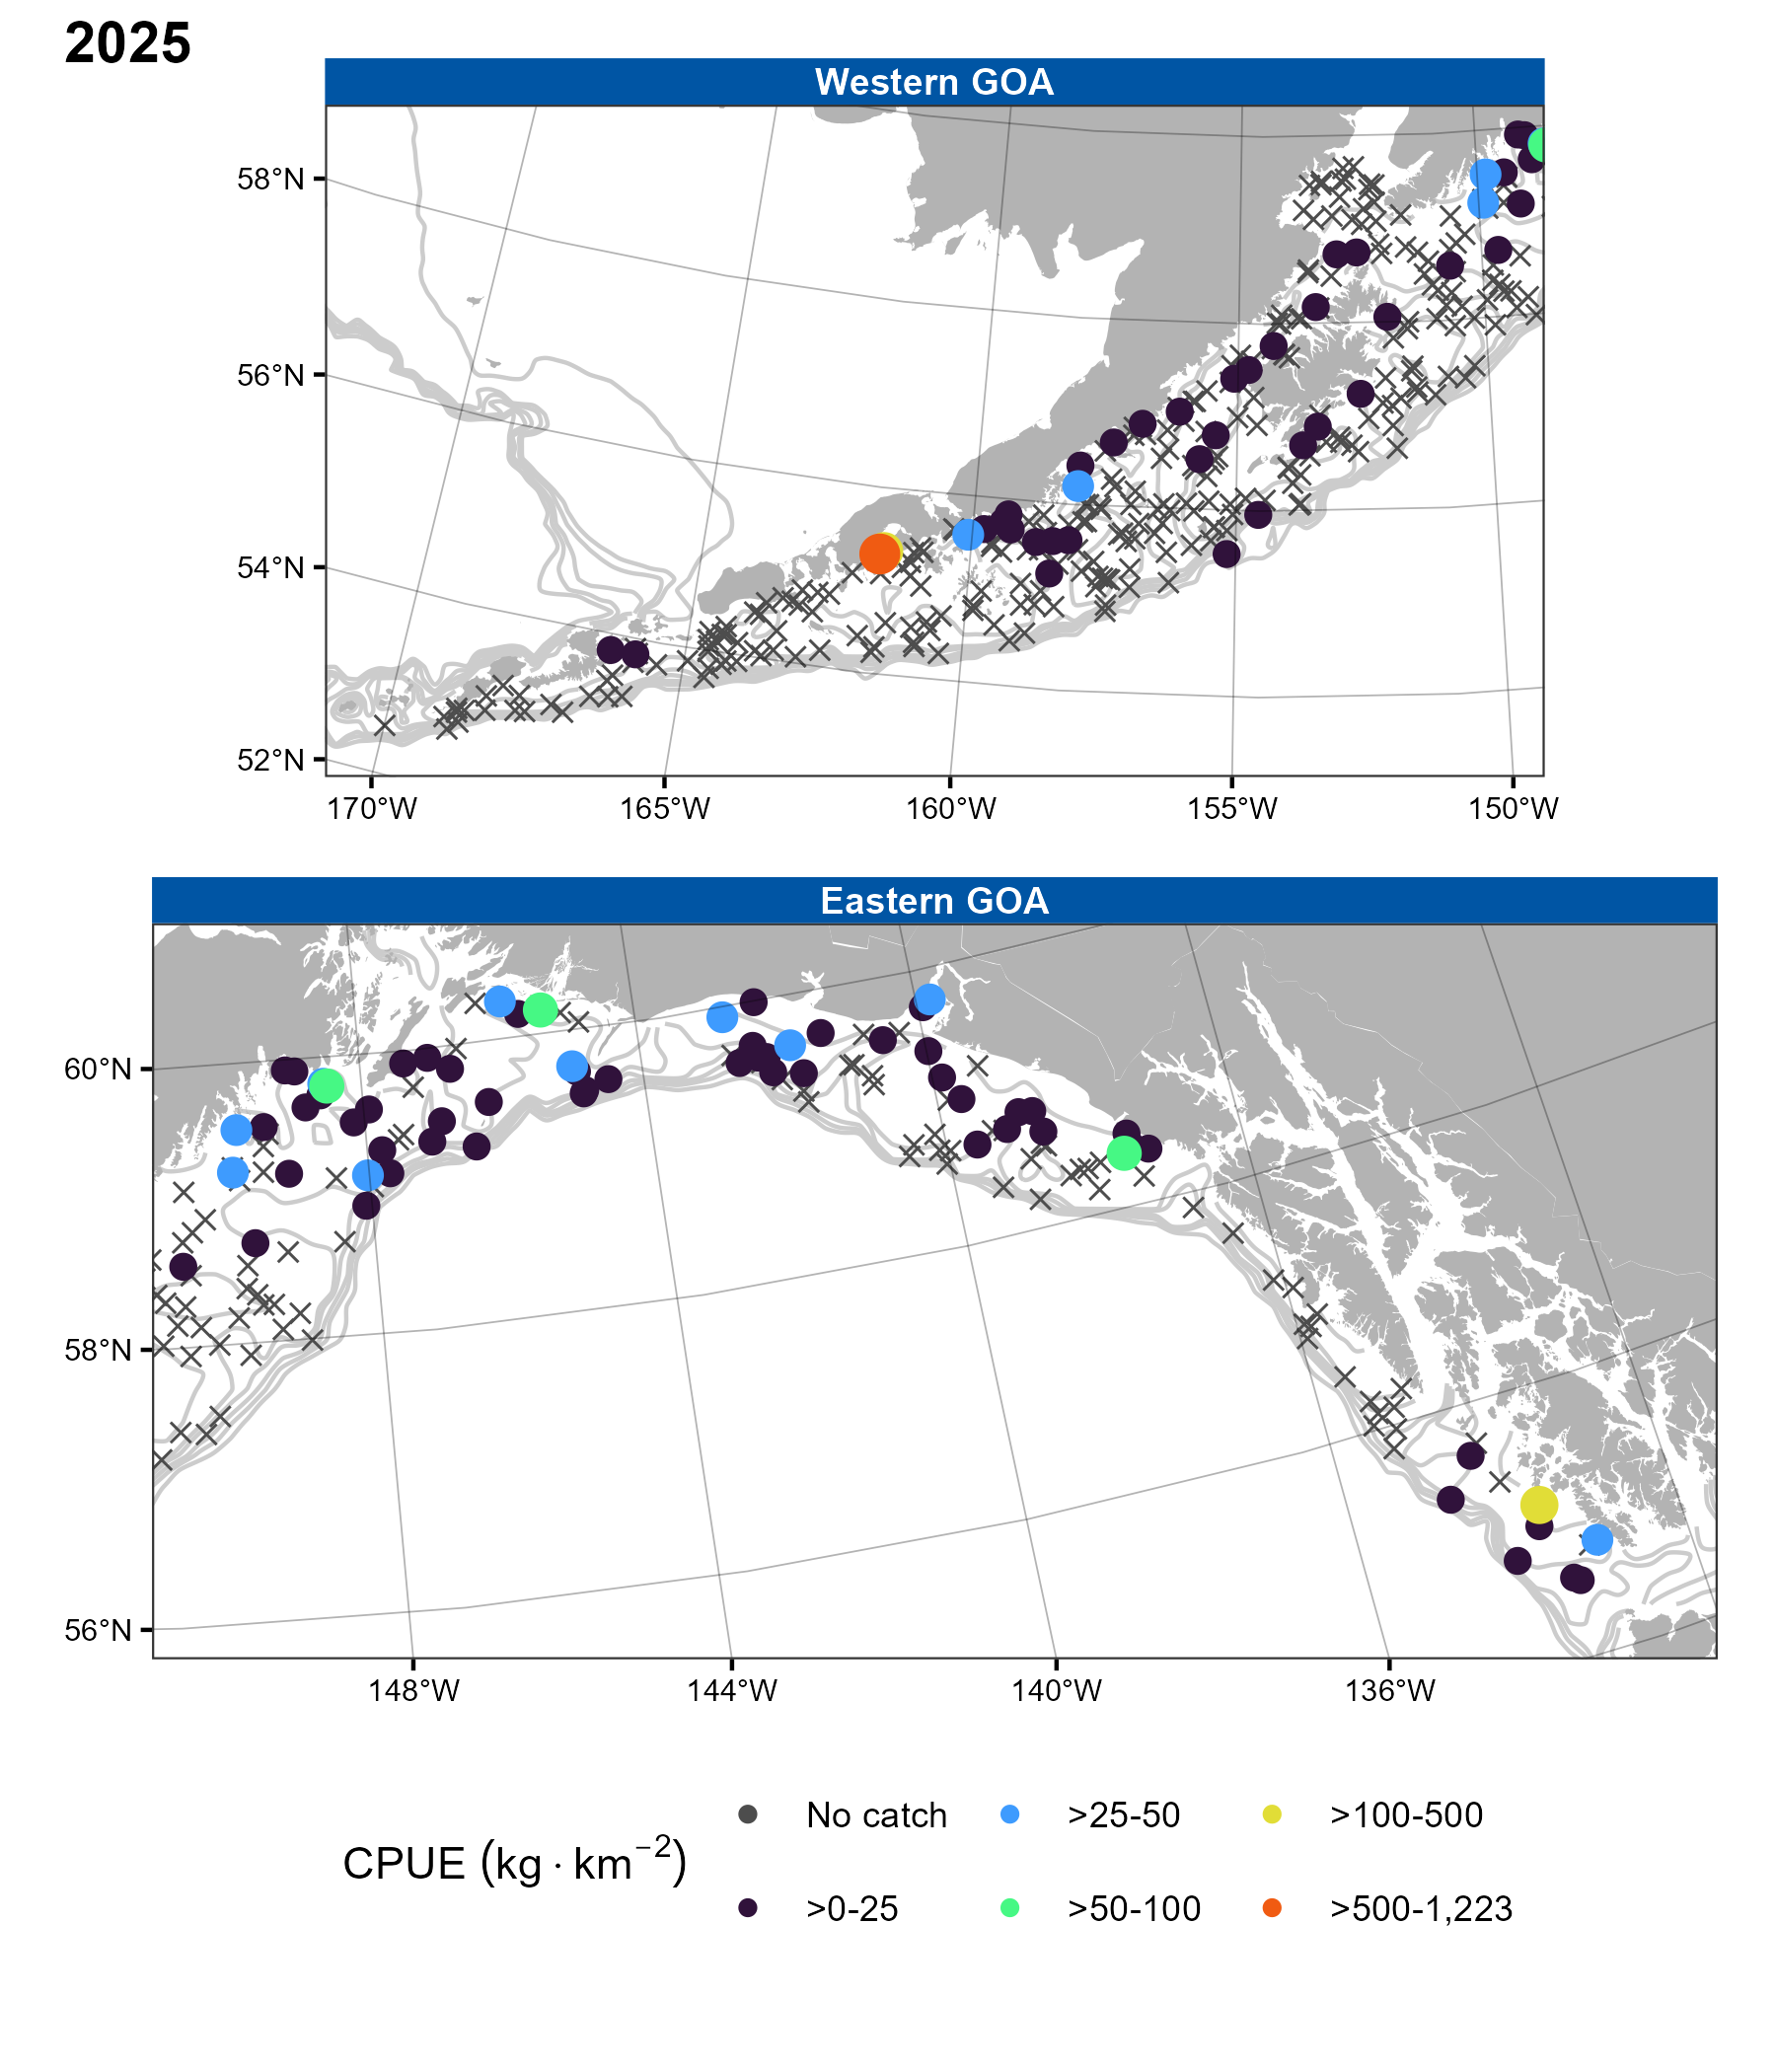 2025
Western GOA
58°N
56°N
54°N
52°N
170°W 165°W 160°W 155°W 150°W
Eastern GOA
60°N
58°N
56°N
148°W 144°W 140°W 136°W
CPUE (kg · km⁻²)
No catch >25-50 >100-500
>0-25 >50-100 >500-1,223